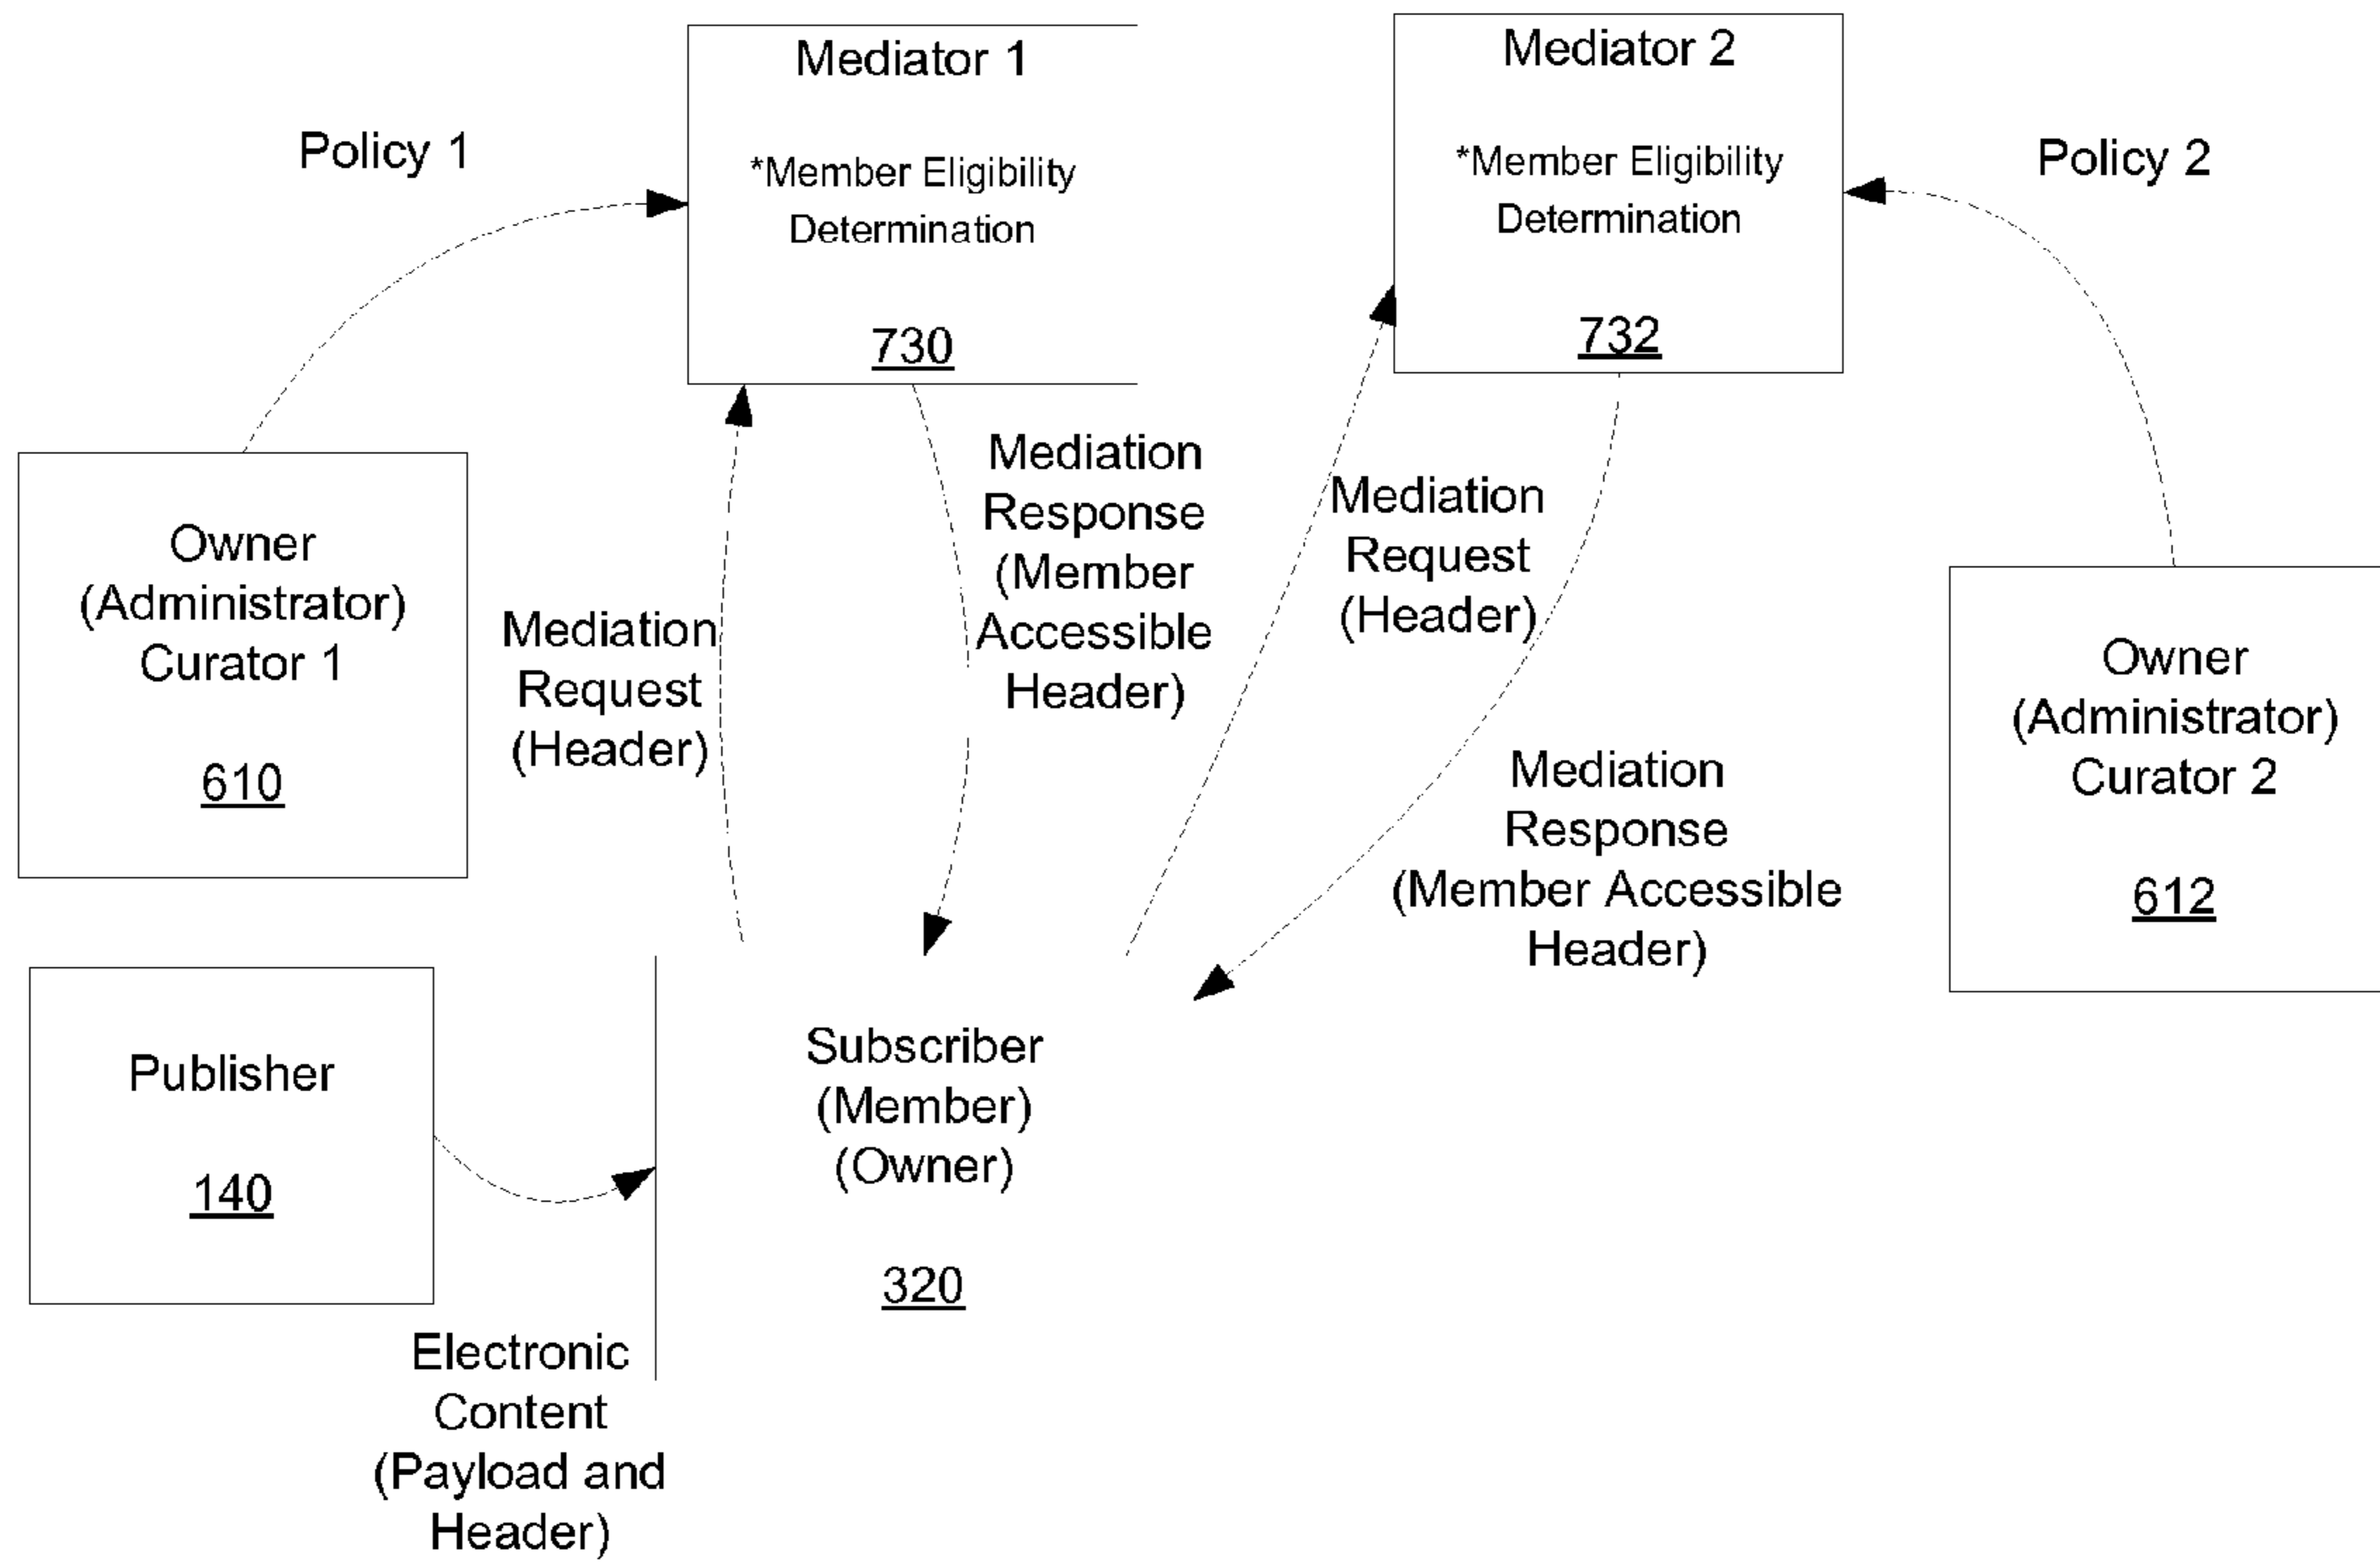 Mediator 1
*Member Eligibility
Determination
730
Mediator 2
*Member Eligibility
Determination
732
Policy 1
Policy 2
Owner
(Administrator)
Curator 1
610
Mediation
Request
(Header)
Mediation
Response
(Member
Accessible
Header)
Mediation
Request
(Header)
Mediation
Response
(Member Accessible
Header)
Owner
(Administrator)
Curator 2
612
Publisher
140
Subscriber
(Member)
(Owner)
320
Electronic
Content
(Payload and
Header)